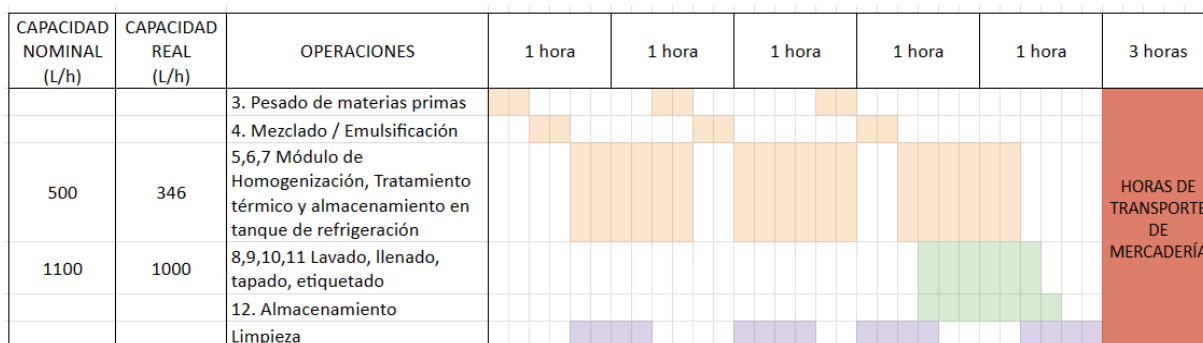 CAPACIDAD
NOMINAL
(L/h)
CAPACIDAD
REAL
(L/h)
OPERACIONES
1 hora
1 hora
1 hora
1 hora
1 hora
3 horas
3. Pesado de materias primas
4. Mezclado / Emulsificación
500
346
5,6,7 Módulo de
Homogenización, Tratamiento
térmico y almacenamiento en
tanque de refrigeración
1100
1000
8,9,10,11 Lavado, llenado,
tapado, etiquetado
12. Almacenamiento
Limpieza
HORAS DE
TRANSPORTE
DE
MERCADERÍA